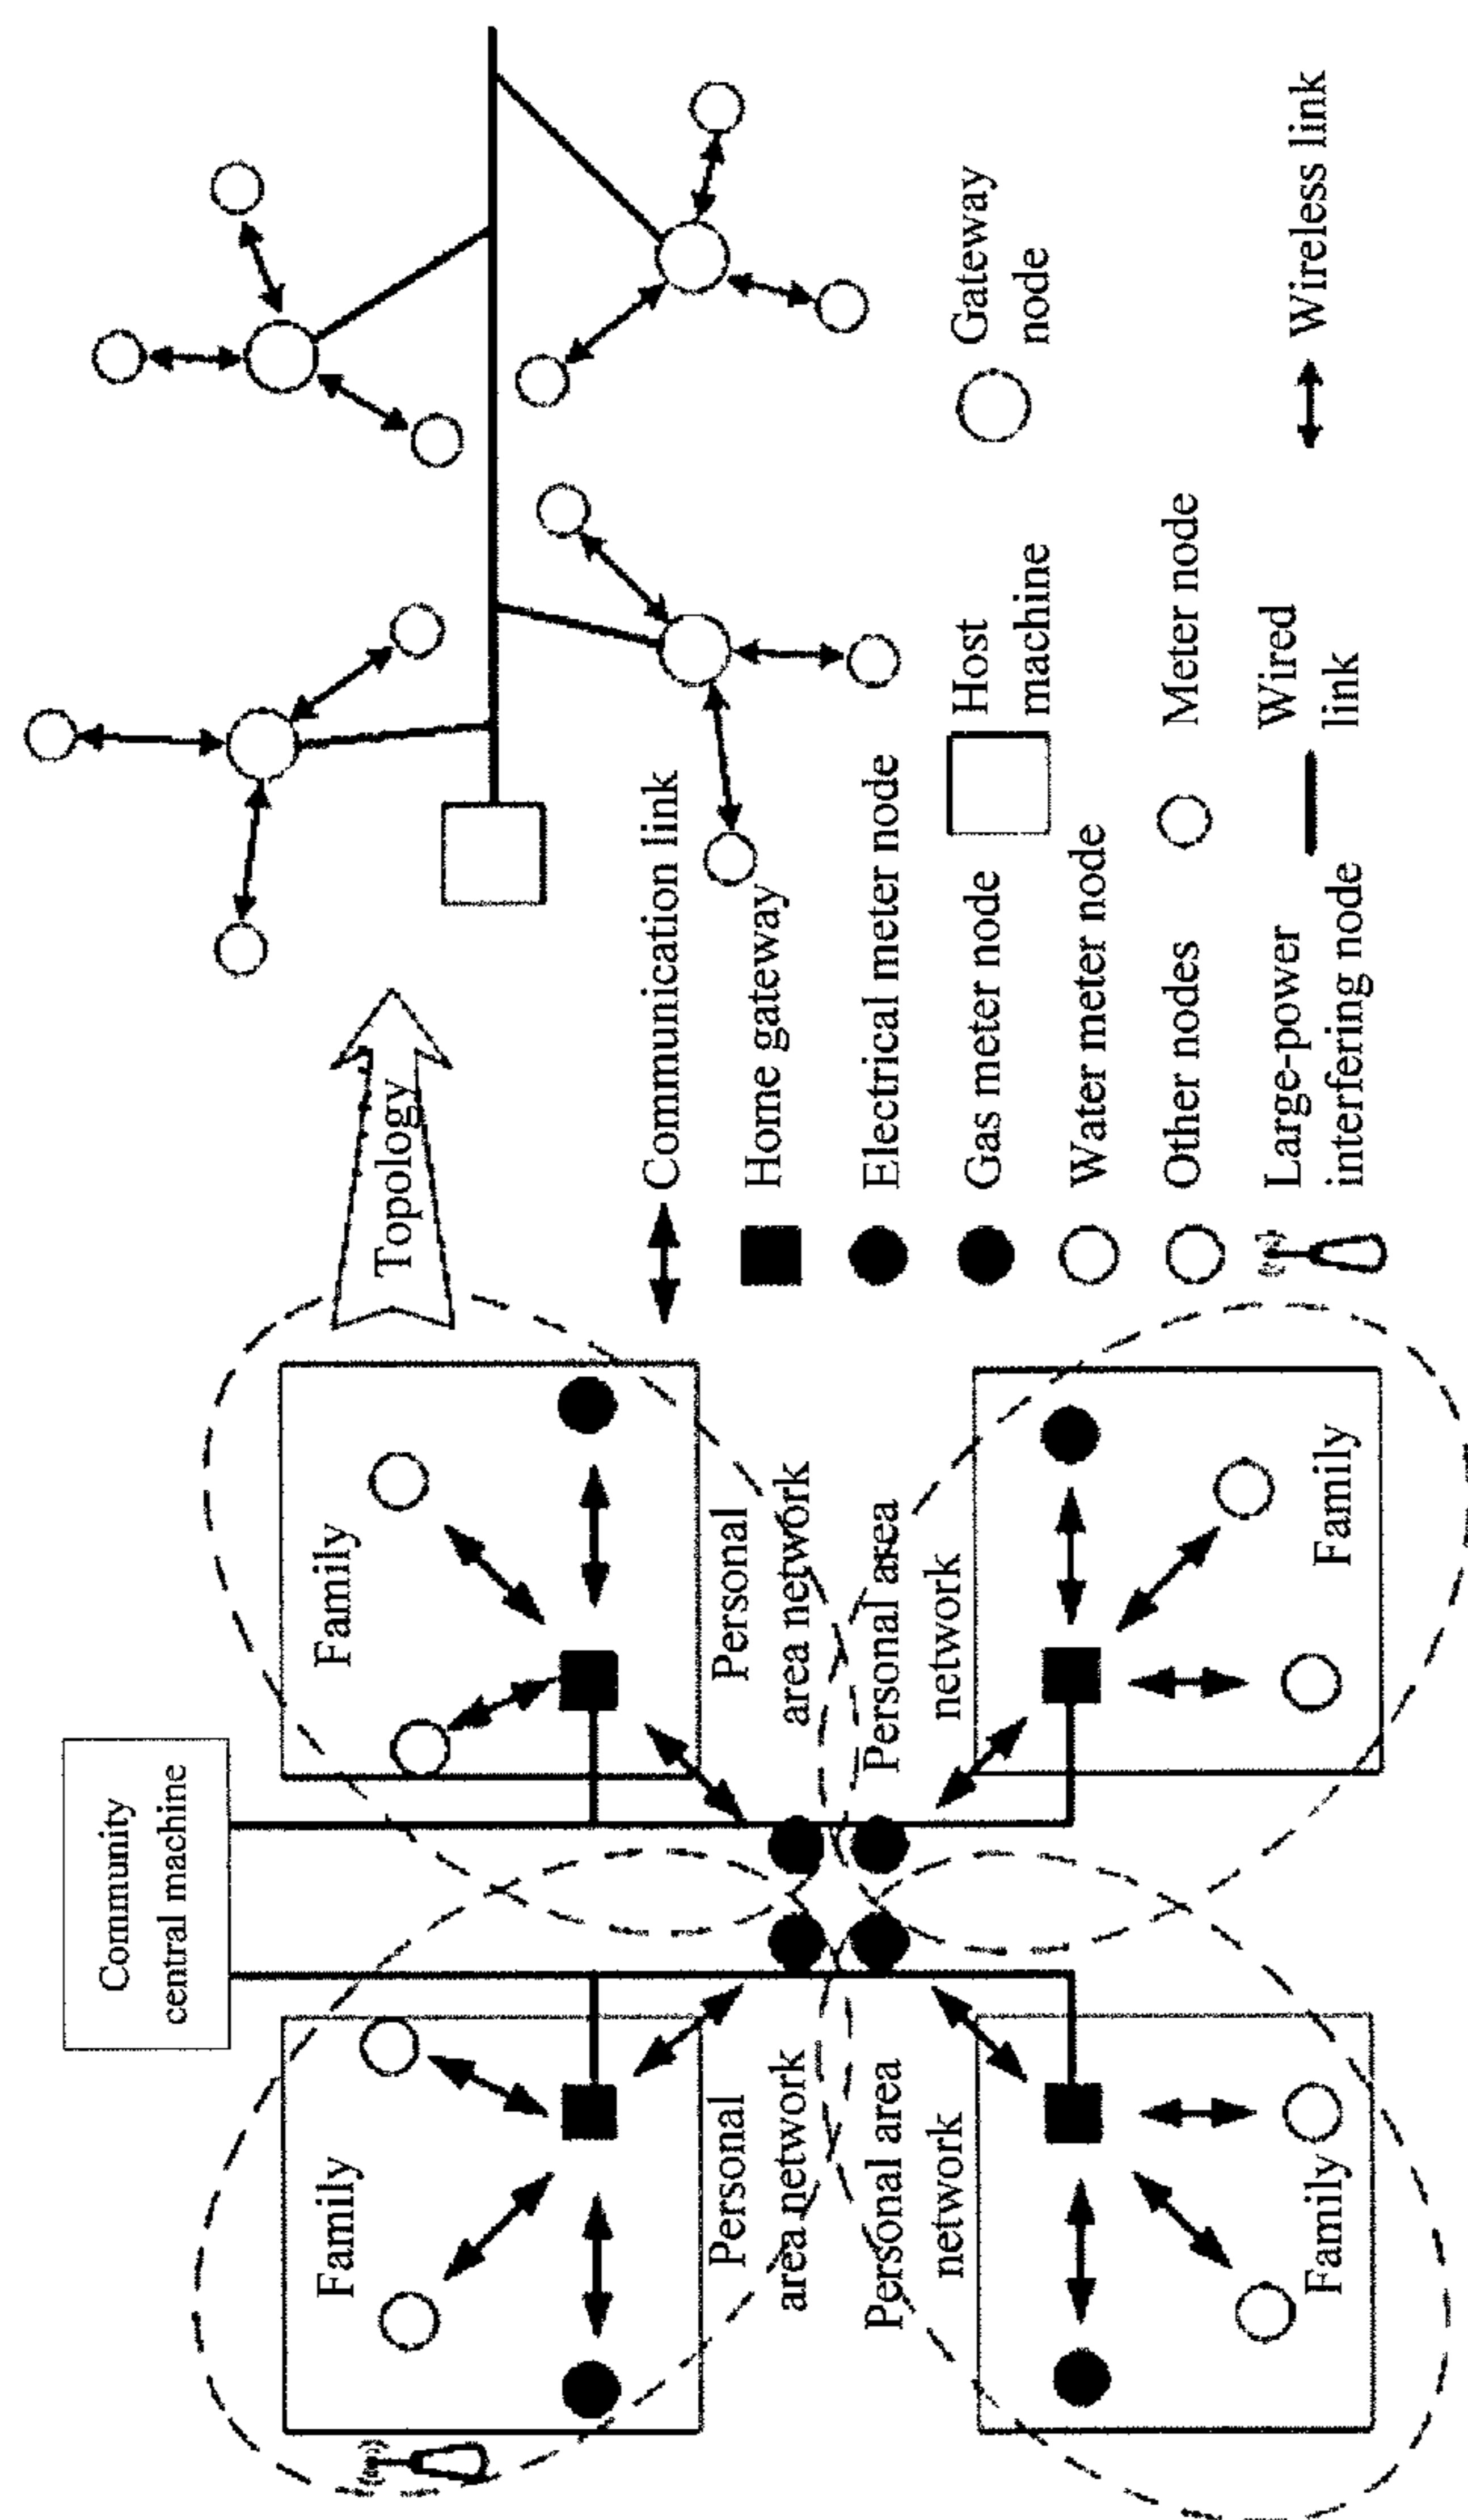 Community
central machine
Family
Family
Personal
area network
Personal
area network
Personal area
network
Personal area
network
Family
Family
Topology
Communication link
Home gateway
Electrical meter node
Gas meter node
Water meter node
Other nodes
Large-power
interfering node
Host
machine
Gateway
node
Meter node
Wired
link
Wireless link